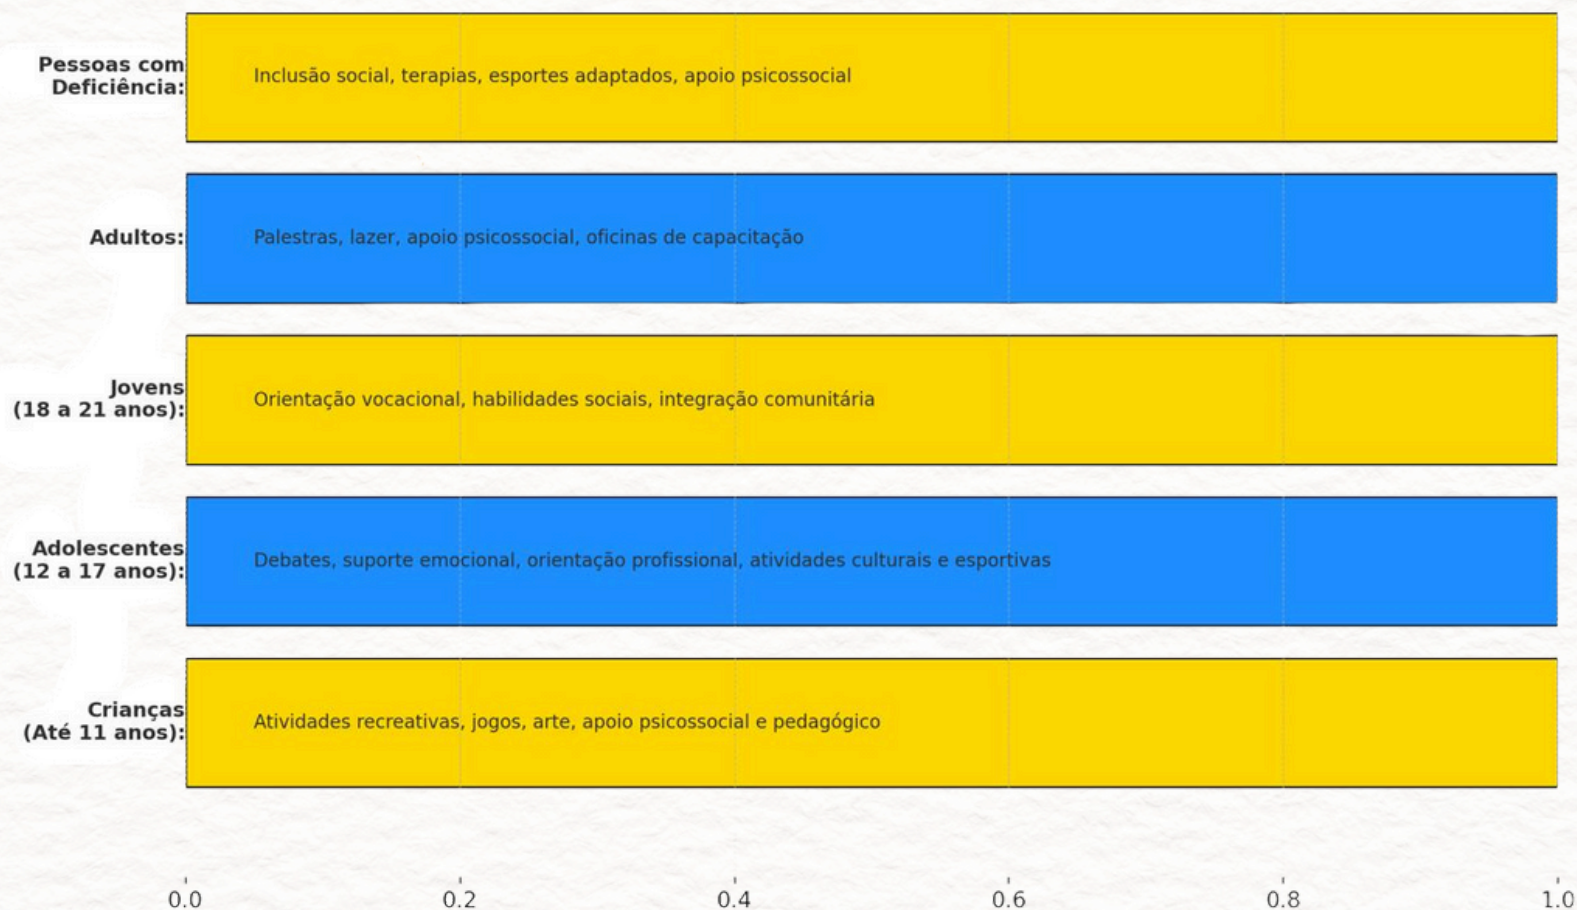 Pessoas com
Deficiência:
Inclusão social, terapias, esportes adaptados, apoio psicossocial
Adultos:
Palestras, lazer, apoio psicossocial, oficinas de capacitação
Jovens
(18 a 21 anos):
Orientação vocacional, habilidades sociais, integração comunitária
Adolescentes
(12 a 17 anos):
Debates, suporte emocional, orientação profissional, atividades culturais e esportivas
Crianças
(Até 11 anos):
Atividades recreativas, jogos, arte, apoio psicossocial e pedagógico
0.0 0.2 0.4 0.6 0.8 1.0